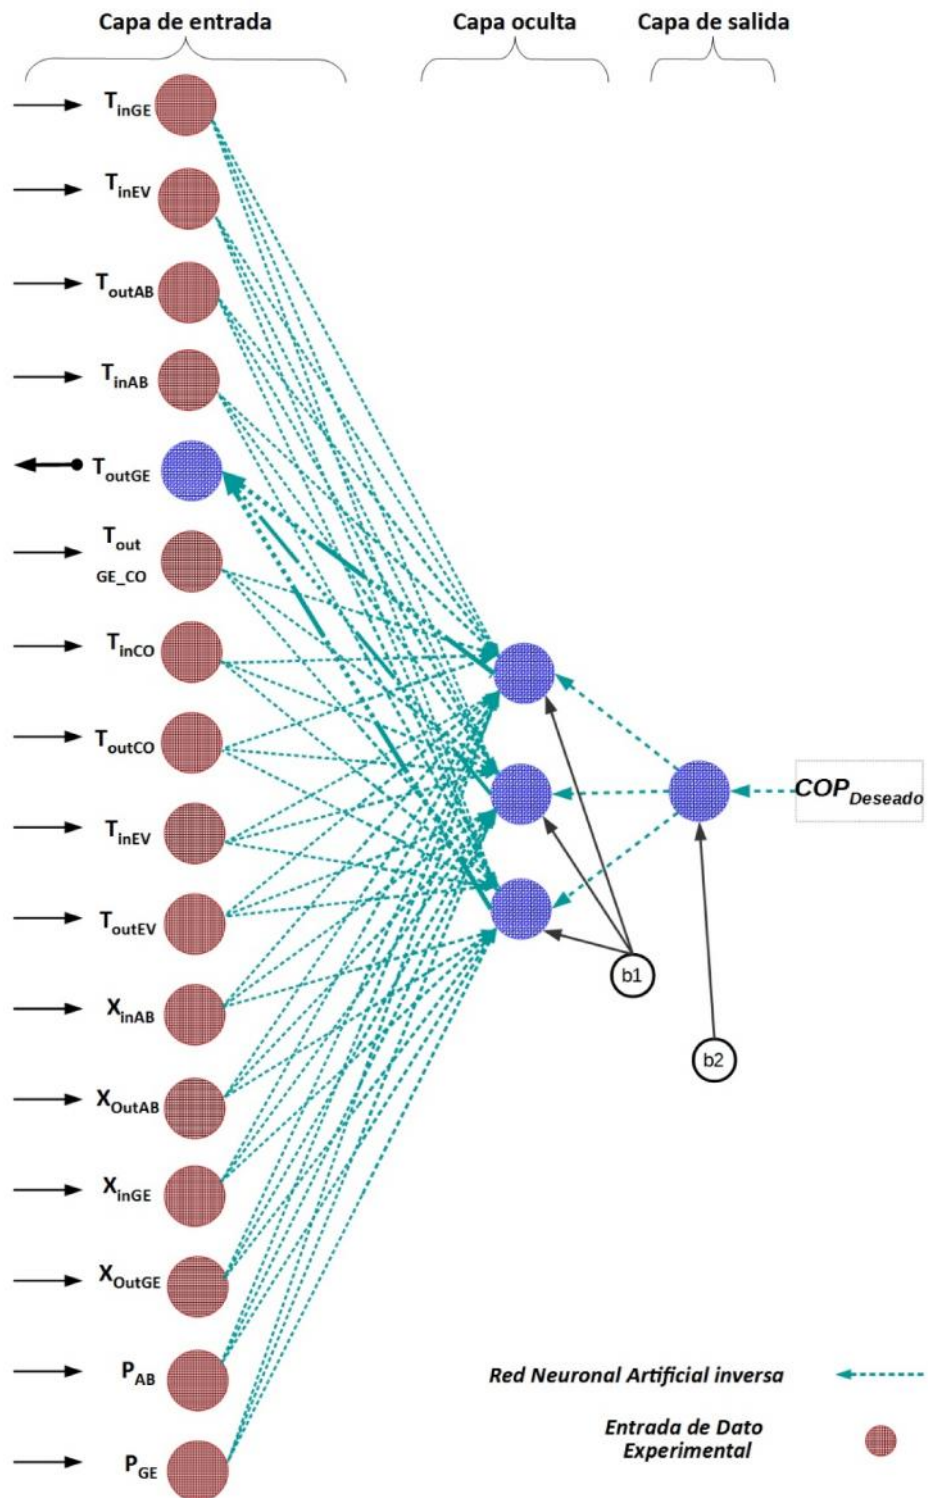 Capa de entrada
Capa oculta
Capa de salida
TinGE
TinEV
ToutAB
TinAB
ToutGE
Tout
GE_CO
TinCO
ToutCO
TinEV
ToutEV
XinAB
XOutAB
XinGE
XOutGE
PAB
PGE
COPDeseado
b1
b2
Red Neuronal Artificial inversa
Entrada de Dato
Experimental